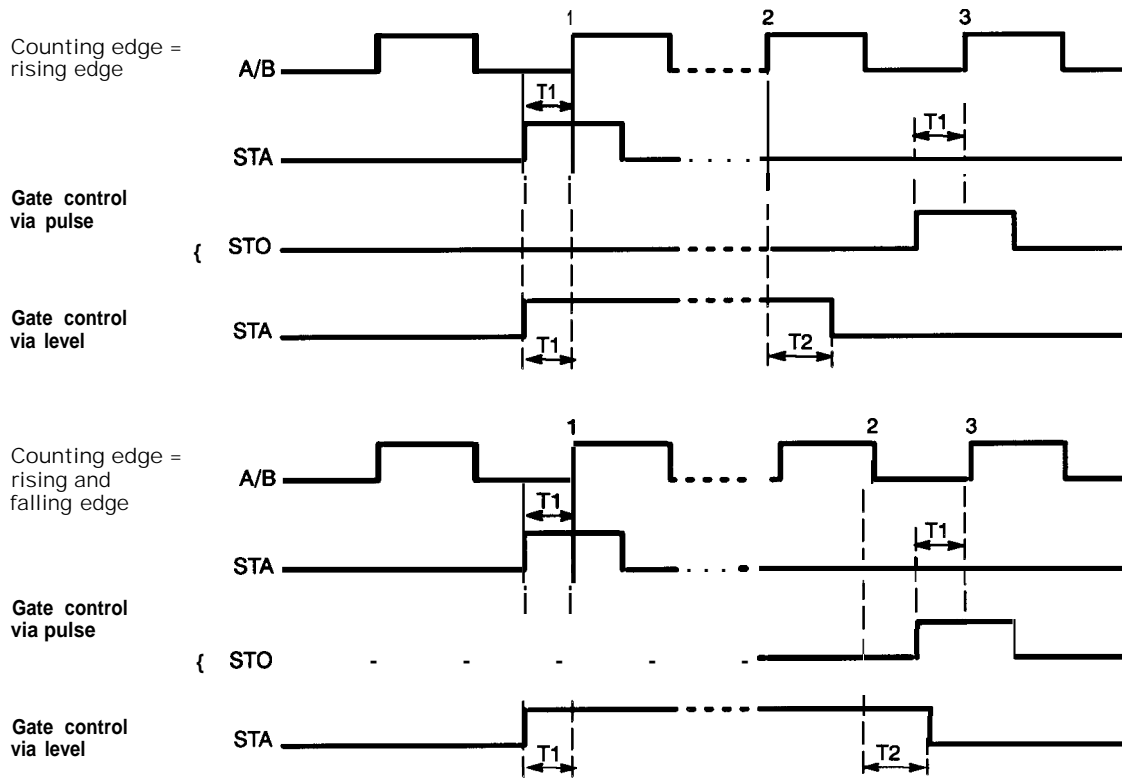 1 2 3
Counting edge =
rising edge
A/B
T1
T1
STA
Gate control
via pulse
{ STO
Gate control
via level
STA
T1
T2
1 2 3
Counting edge =
rising and
falling edge
A/B
T1
T1
STA
Gate control
via pulse
{ STO
Gate control
via level
STA
T1
T2